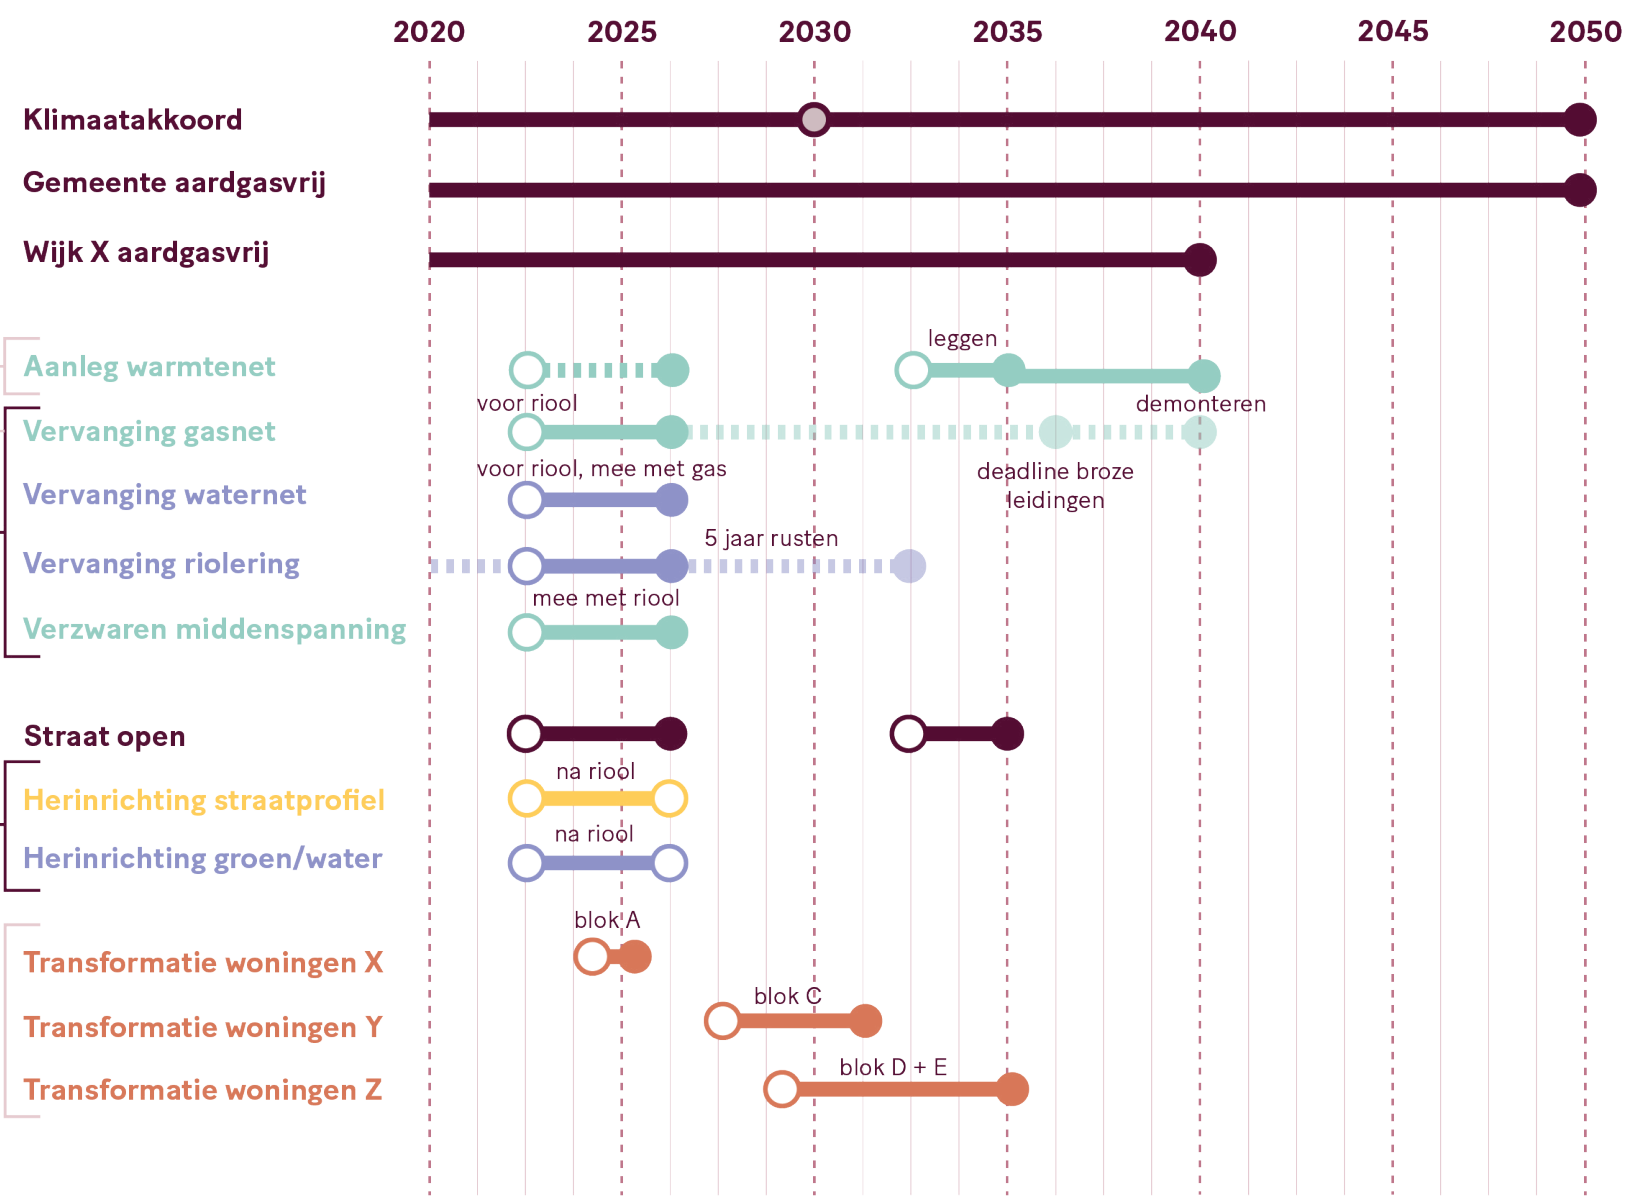 2020 2025 2030 2035 2040 2045 2050
Klimaatakkoord
Gemeente aardgasvrij
Wijk X aardgasvrij
leggen
Aanleg warmtenet
voor riool
demonteren
Vervanging gasnet
voor riool, mee met gas
deadline broze
leidingen
Vervanging waternet
5 jaar rusten
Vervanging riolering
mee met riool
Verzwaren middenspanning
Straat open
na riool
Herinrichting straatprofiel
na riool
Herinrichting groen/water
blok A
Transformatie woningen X
blok C
Transformatie woningen Y
blok D + E
Transformatie woningen Z